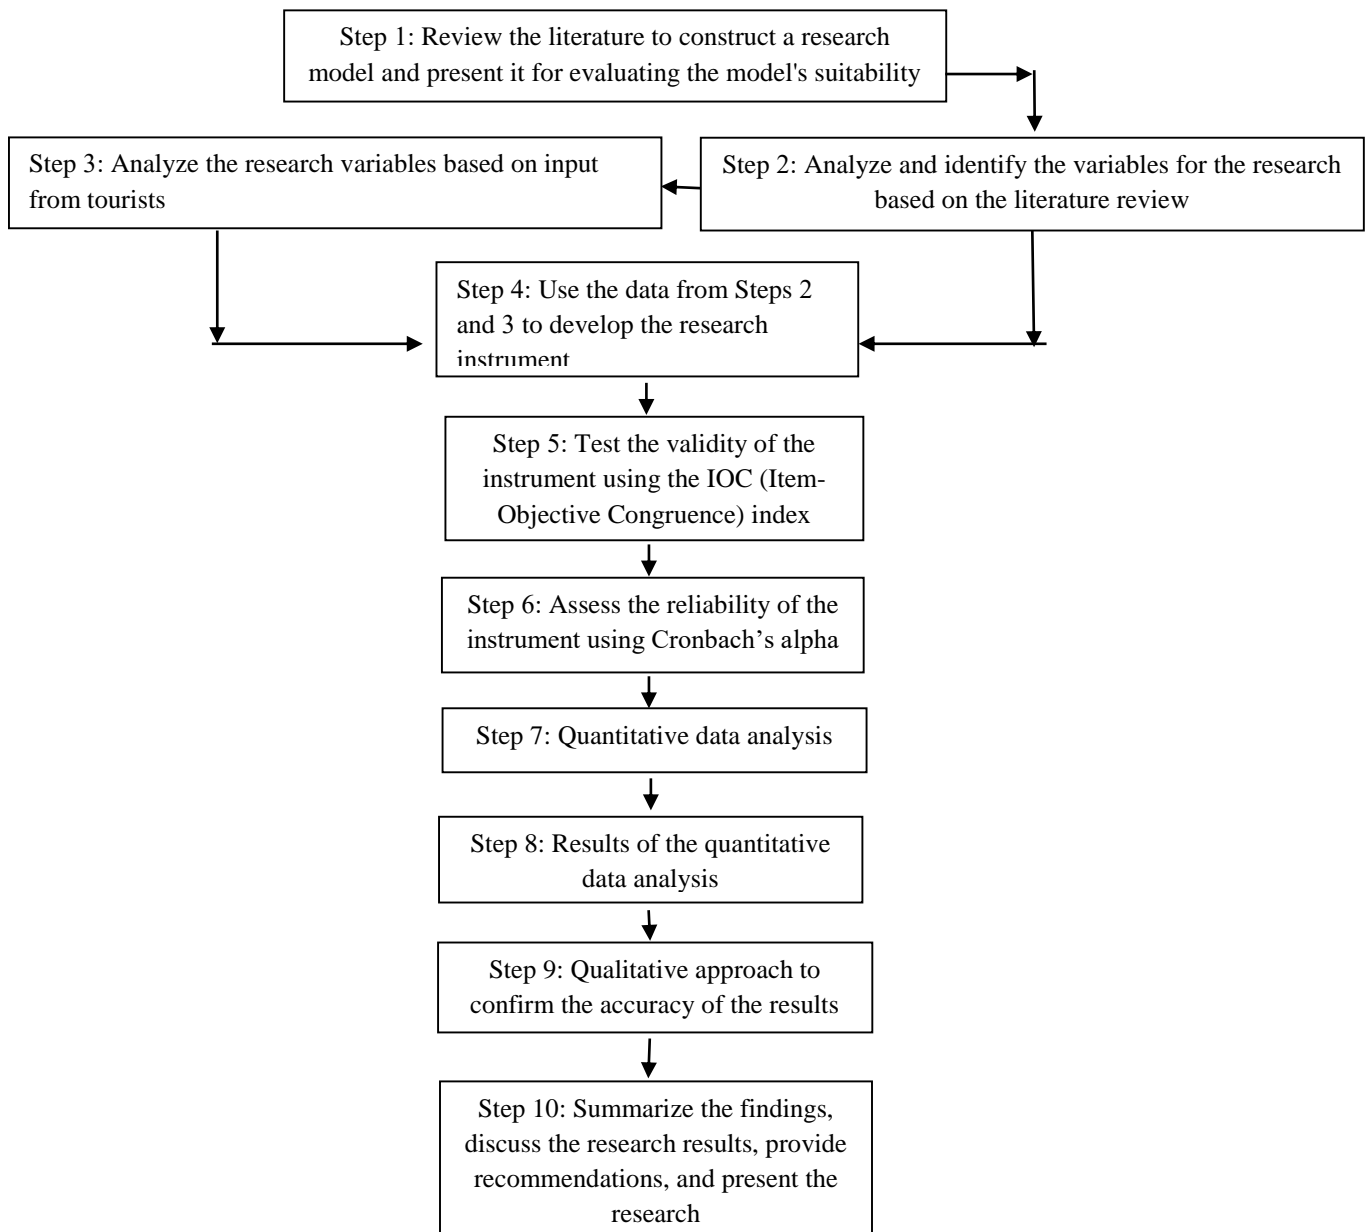 Step 1: Review the literature to construct a research
model and present it for evaluating the model's suitability
Step 3: Analyze the research variables based on input
from tourists
Step 2: Analyze and identify the variables for the research
based on the literature review
Step 4: Use the data from Steps 2
and 3 to develop the research
instrument
Step 5: Test the validity of the
instrument using the IOC (Item-
Objective Congruence) index
Step 6: Assess the reliability of the
instrument using Cronbach’s alpha
Step 7: Quantitative data analysis
Step 8: Results of the quantitative
data analysis
Step 9: Qualitative approach to
confirm the accuracy of the results
Step 10: Summarize the findings,
discuss the research results, provide
recommendations, and present the
research